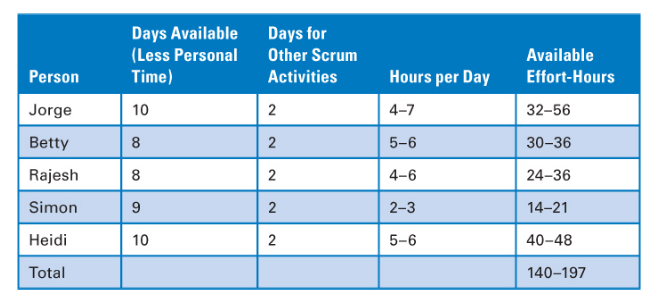 Person | Days Available (Less Personal Time) | Days for Other Scrum Activities | Hours per Day | Available Effort-Hours
Jorge | 10 | 2 | 4–7 | 32–56
Betty | 8 | 2 | 5–6 | 30–36
Rajesh | 8 | 2 | 4–6 | 24–36
Simon | 9 | 2 | 2–3 | 14–21
Heidi | 10 | 2 | 5–6 | 40–48
Total | | | | 140–197